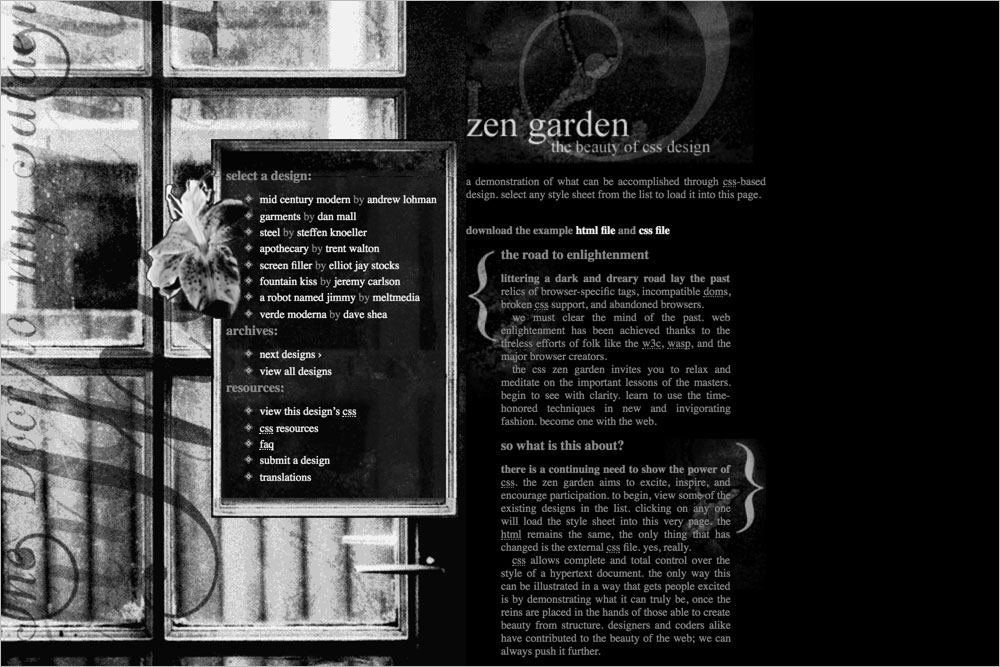 zen garden
the beauty of css design
a demonstration of what can be accomplished through css-based
design. select any style sheet from the list to load it into this page.
download the example html file and css file
the road to enlightenment
littering a dark and dreary road lay the past
relics of browser-specific tags, incompatible doms,
broken css support, and abandoned browsers.
we must clear the mind of the past. web
enlightenment has been achieved thanks to the
tireless efforts of folk like the w3c, wasp, and the
major browser creators.
the css zen garden invites you to relax and
meditate on the important lessons of the masters.
begin to see with clarity. learn to use the time-
honored techniques in new and invigorating
fashion. become one with the web.
so what is this about?
there is a continuing need to show the power of
css. the zen garden aims to excite, inspire, and
encourage participation. to begin, view some of the
existing designs in the list. clicking on any one
will load the style sheet into this very page. the
html remains the same, the only thing that has
changed is the external css file. yes, really.
css allows complete and total control over the
style of a hypertext document. the only way this
can be illustrated in a way that gets people excited
is by demonstrating what it can truly be, once the
reins are placed in the hands of those able to create
beauty from structure. designers and coders alike
have contributed to the beauty of the web; we can
always push it further.
select a design:
mid century modern by andrew lohman
garments by dan mall
steel by steffen knoeller
apothecary by trent walton
screen filler by elliot jay stocks
fountain kiss by jeremy carlson
a robot named jimmy by meltmedia
verde moderna by dave shea
archives:
next designs ›
view all designs
resources:
view this design's css
css resources
faq
submit a design
translations